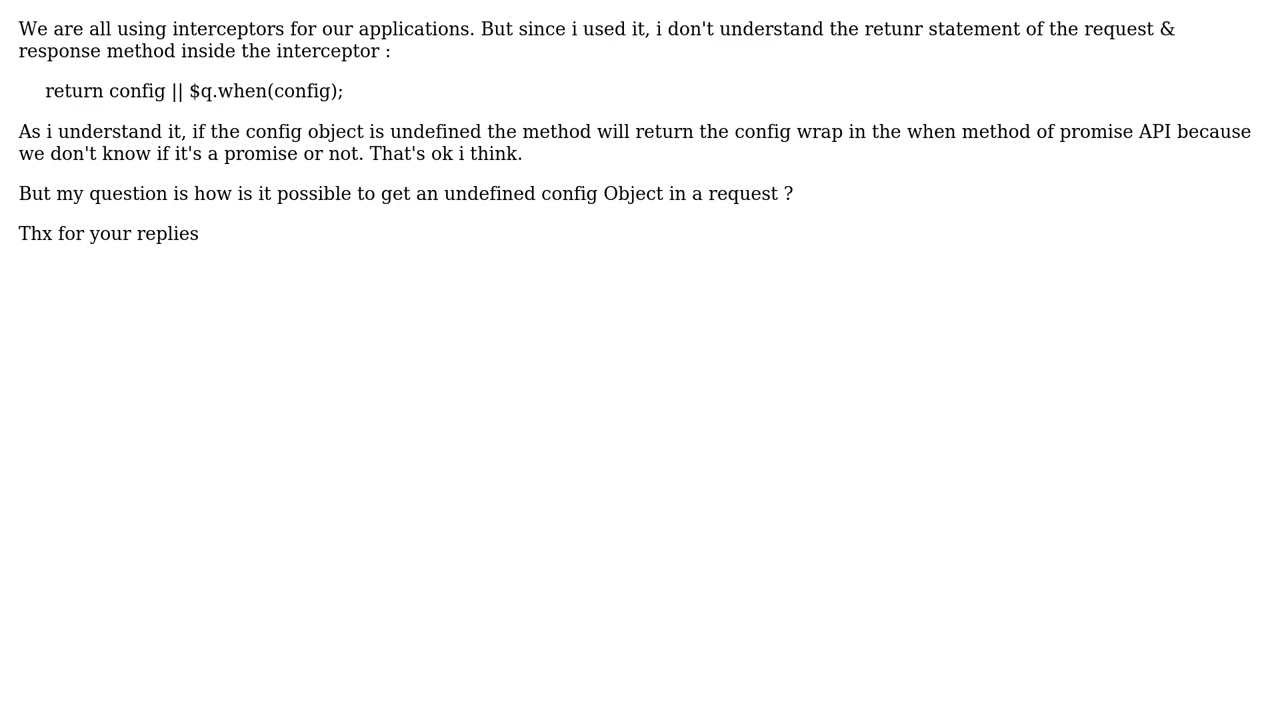 We are all using interceptors for our applications. But since i used it, i don't understand the retunr statement of the request &
response method inside the interceptor :
return config || $q.when(config);
As i understand it, if the config object is undefined the method will return the config wrap in the when method of promise API because
we don't know if it's a promise or not. That's ok i think.
But my question is how is it possible to get an undefined config Object in a request ?
Thx for your replies